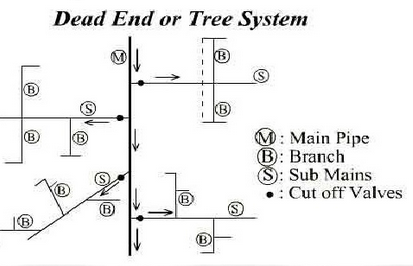 Dead End or Tree System
M
B
S
B
S
B
B
B
B
S
B
B
B
B
S
B
M : Main Pipe
B : Branch
S : Sub Mains
• : Cut off Valves